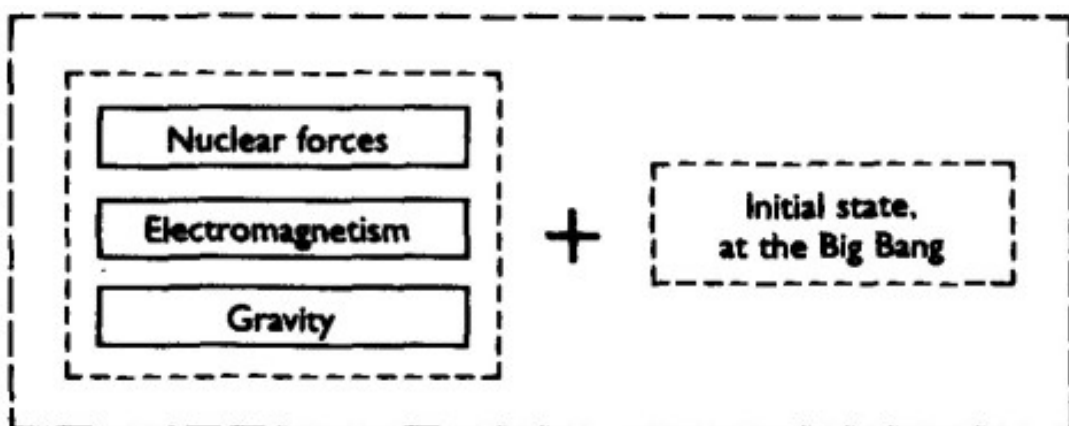 Nuclear forces
Electromagnetism
Gravity
+
Initial state,
at the Big Bang